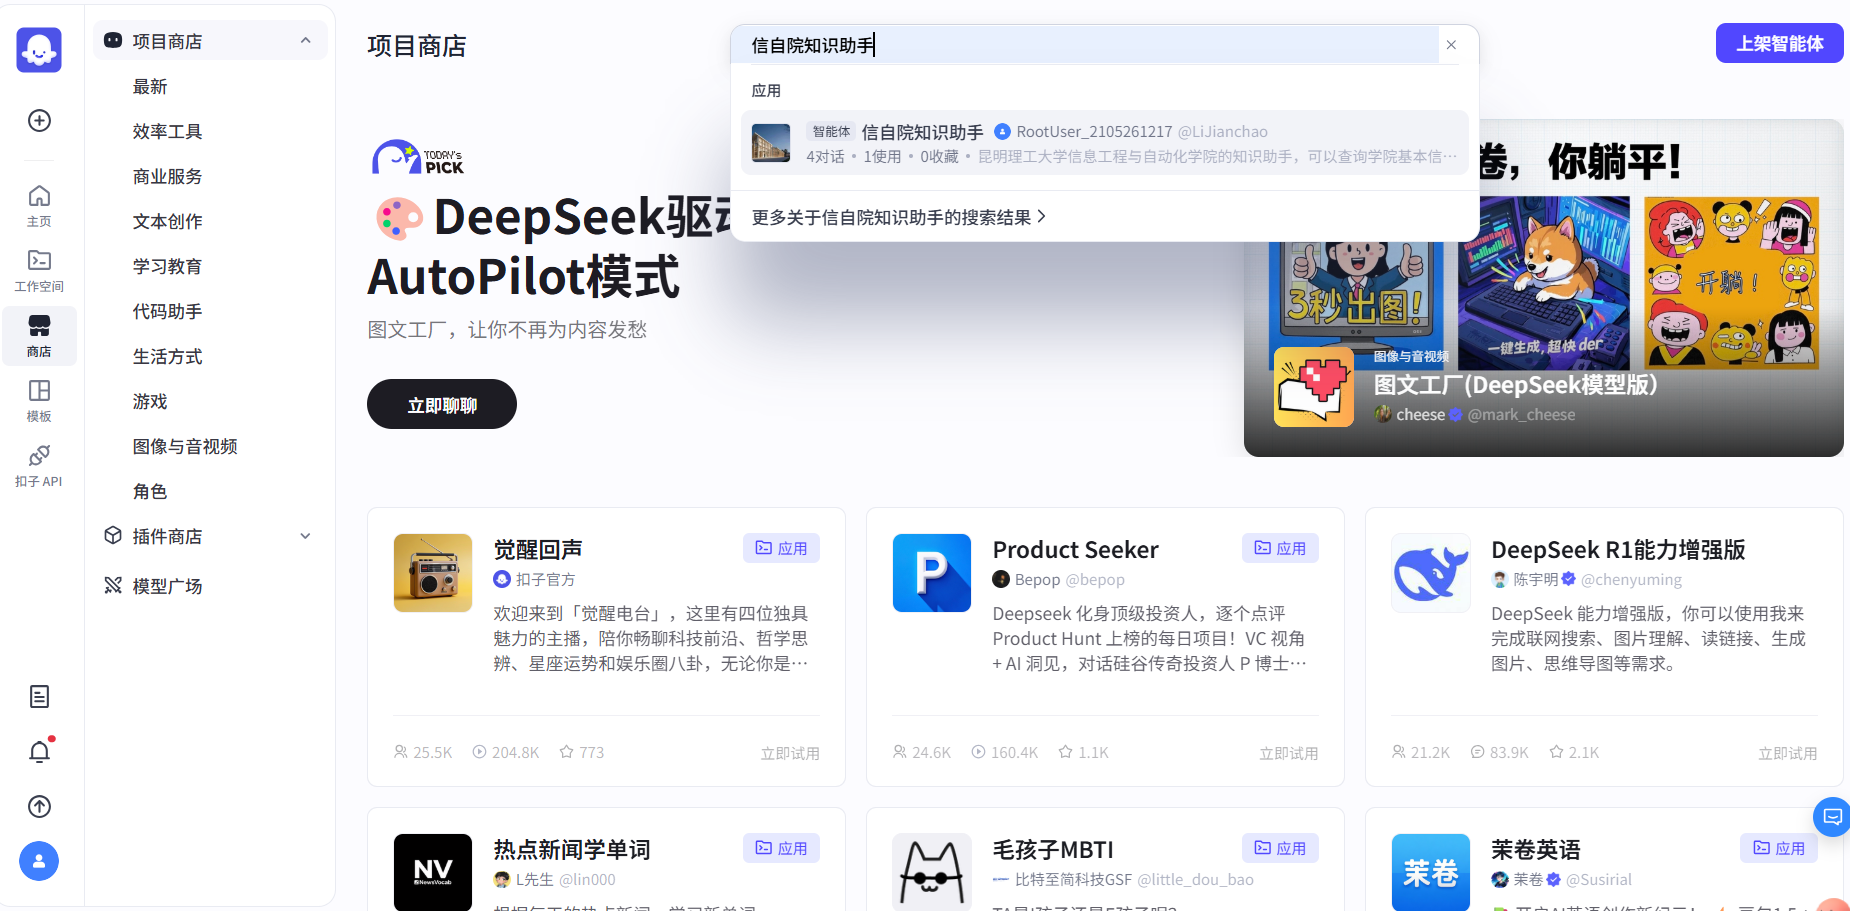 项目商店
最新
效率工具
商业服务
文本创作
学习教育
代码助手
生活方式
游戏
图像与音视频
角色
插件商店
模型广场
主页
工作空间
商店
模板
扣子 API
项目商店
信自院知识助手
上架智能体
应用
智能体 信自院知识助手 RootUser_2105261217 @LiJianchao
4对话 • 1使用 • 0收藏 • 昆明理工大学信息工程与自动化学院的知识助手，可以查询学院基本信…
更多关于信自院知识助手的搜索结果
TODAY's
PICK
DeepSeek驱动
AutoPilot模式
图文工厂，让你不再为内容发愁
立即聊聊
卷，你躺平!
3秒出图!
一键生成, 超快 der
开躺！
图像与音视频
图文工厂(DeepSeek模型版)
cheese @mark_cheese
觉醒回声
应用
扣子官方
欢迎来到「觉醒电台」，这里有四位独具
魅力的主播，陪你畅聊科技前沿、哲学思
辨、星座运势和娱乐圈八卦，无论你是…
25.5K 204.8K 773 立即试用
P
Product Seeker
应用
Bepop @bepop
Deepseek 化身顶级投资人，逐个点评
Product Hunt 上榜的每日项目！VC 视角
+ AI 洞见，对话硅谷传奇投资人 P 博士…
24.6K 160.4K 1.1K 立即试用
DeepSeek R1能力增强版
陈宇明 @chenyuming
DeepSeek 能力增强版，你可以使用我来
完成联网搜索、图片理解、读链接、生成
图片、思维导图等需求。
21.2K 83.9K 2.1K 立即试用
NV
NewsVocab
热点新闻学单词
应用
L先生 @lin000
毛孩子MBTI
应用
比特至简科技GSF @little_dou_bao
茉卷
茉卷英语
应用
茉卷 @Susirial